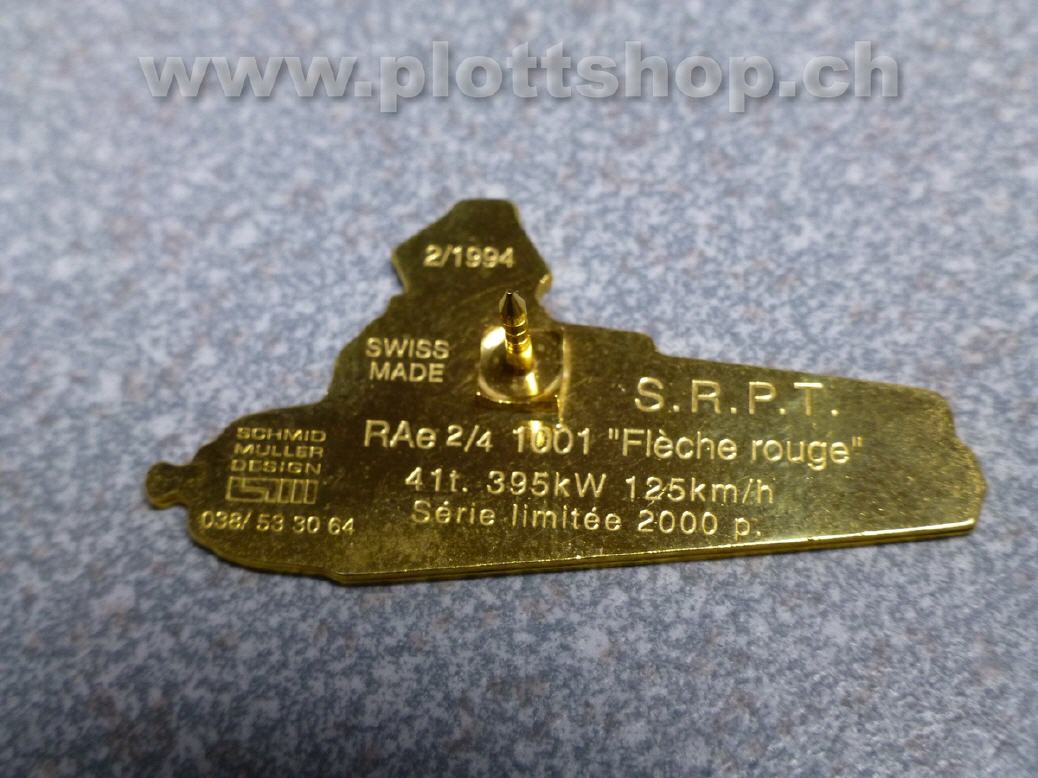 www.plottshop.ch
2/1994
SWISS
MADE
S.R.P.T.
RAe 2/4 1001 "Flèche rouge"
41t. 395kW 125km/h
Série limitée 2000 p.
SCHMID
MULLER
DESIGN
038/ 53 30 64